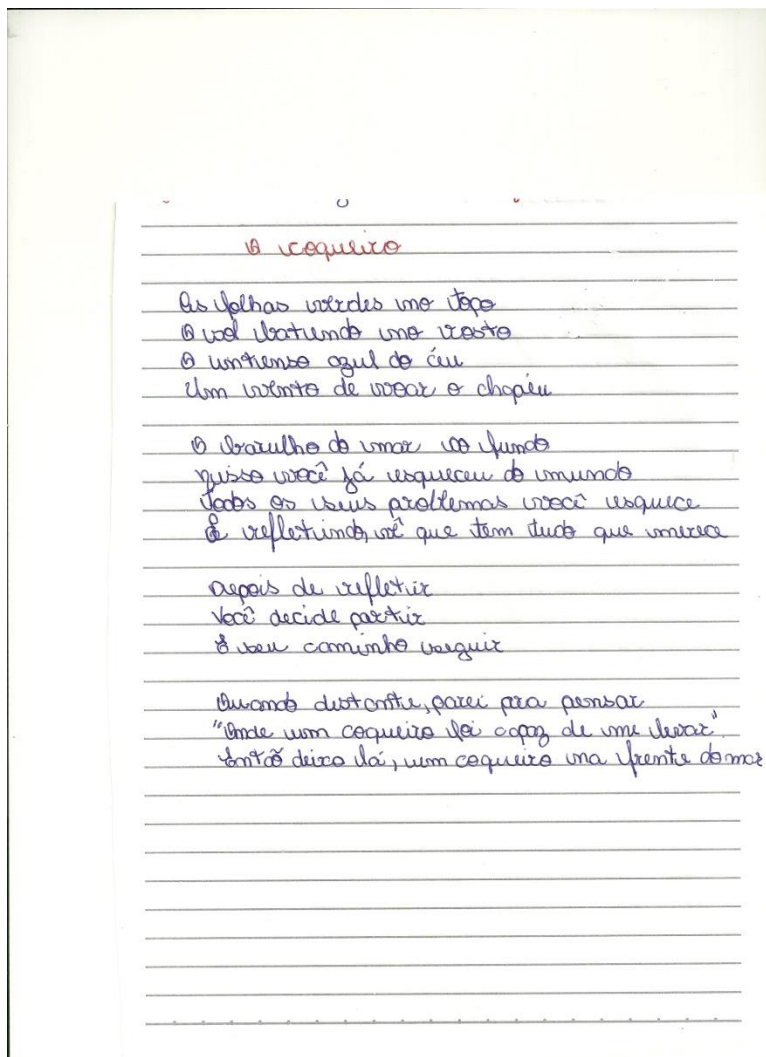 O coqueiro
As folhas verdes no topo
O sol batendo no rosto
O intenso azul do céu
Um vento de voar o chapéu
O barulho do mar ao fundo
Nisso você já esqueceu do mundo
Todos os seus problemas você esquece
E refletindo, vê que tem tudo que merece
Depois de refletir
Você decide partir
E seu caminho seguir
Quando distante, parei pra pensar
"Onde um coqueiro foi capaz de me levar"
Então deixo lá, um coqueiro na frente do mar